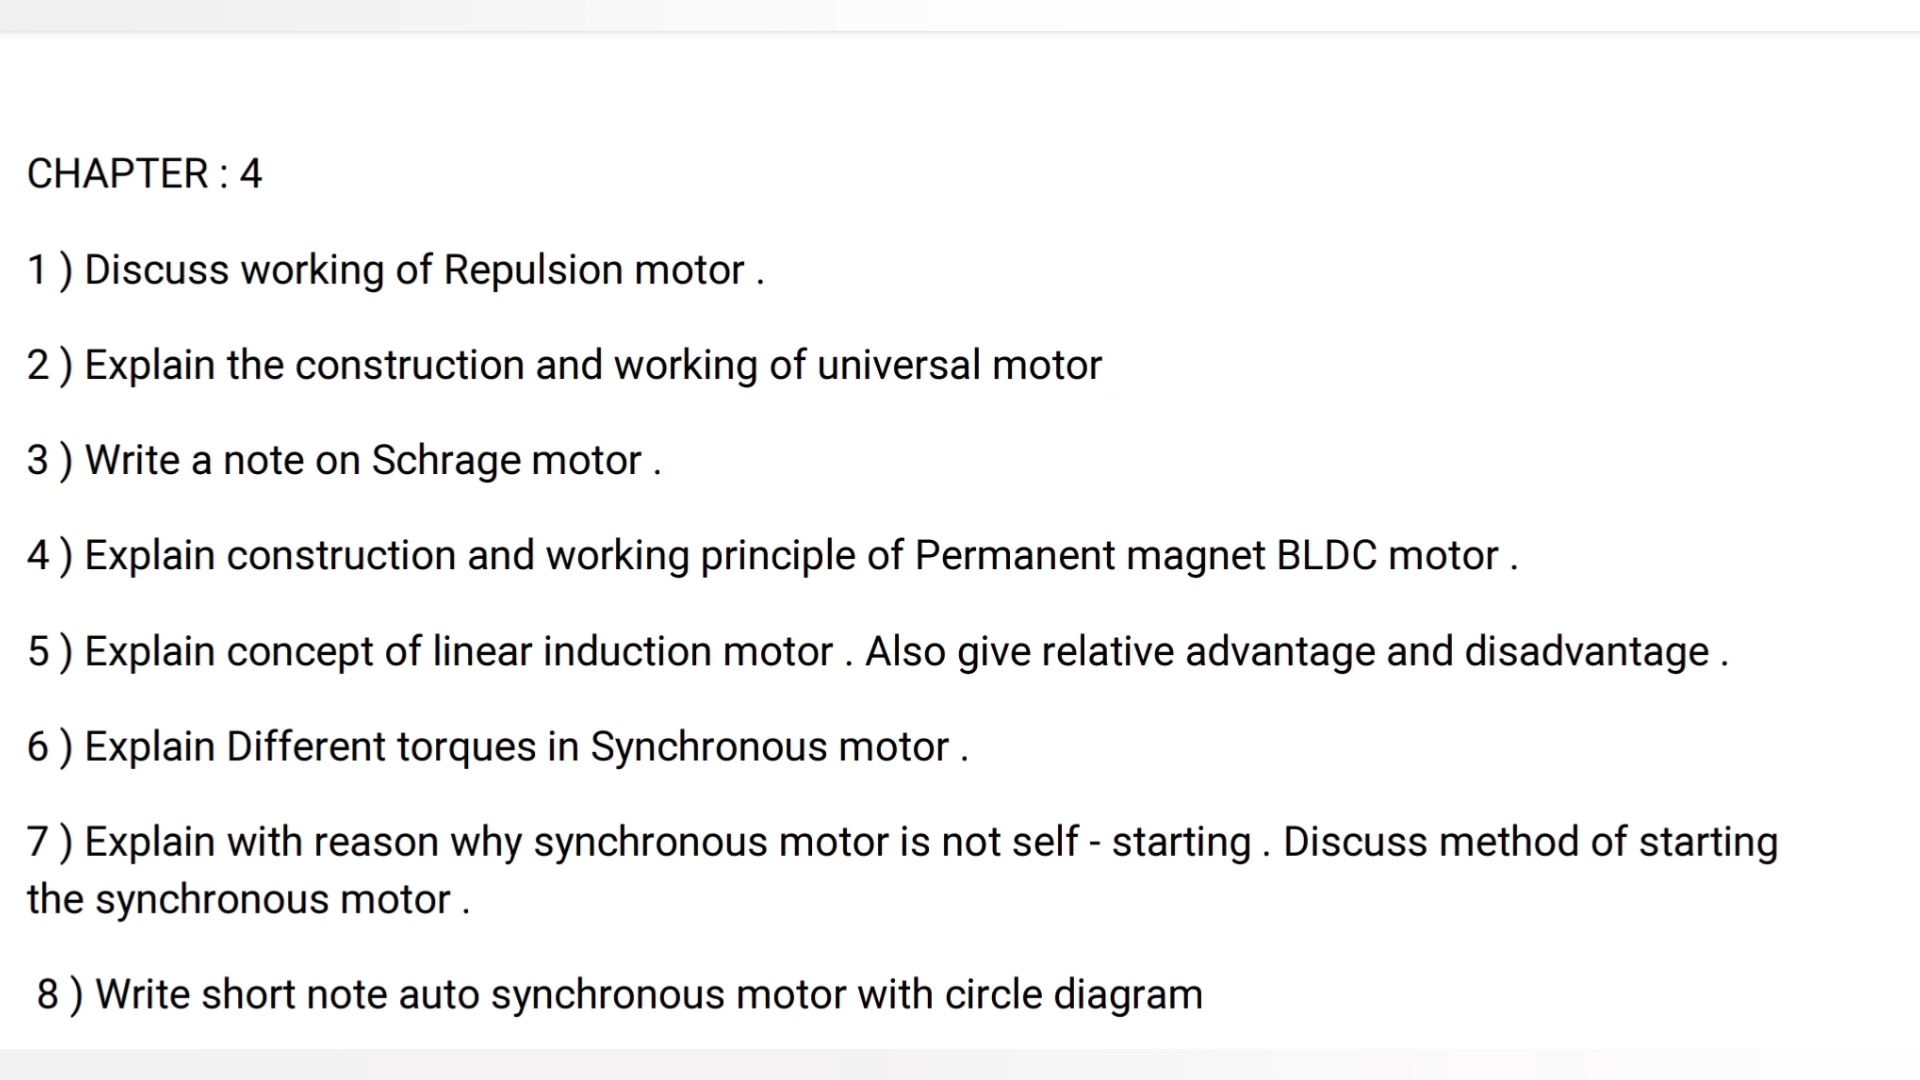 CHAPTER : 4
1 ) Discuss working of Repulsion motor .
2 ) Explain the construction and working of universal motor
3 ) Write a note on Schrage motor .
4 ) Explain construction and working principle of Permanent magnet BLDC motor .
5 ) Explain concept of linear induction motor . Also give relative advantage and disadvantage .
6 ) Explain Different torques in Synchronous motor .
7 ) Explain with reason why synchronous motor is not self - starting . Discuss method of starting
the synchronous motor .
8 ) Write short note auto synchronous motor with circle diagram